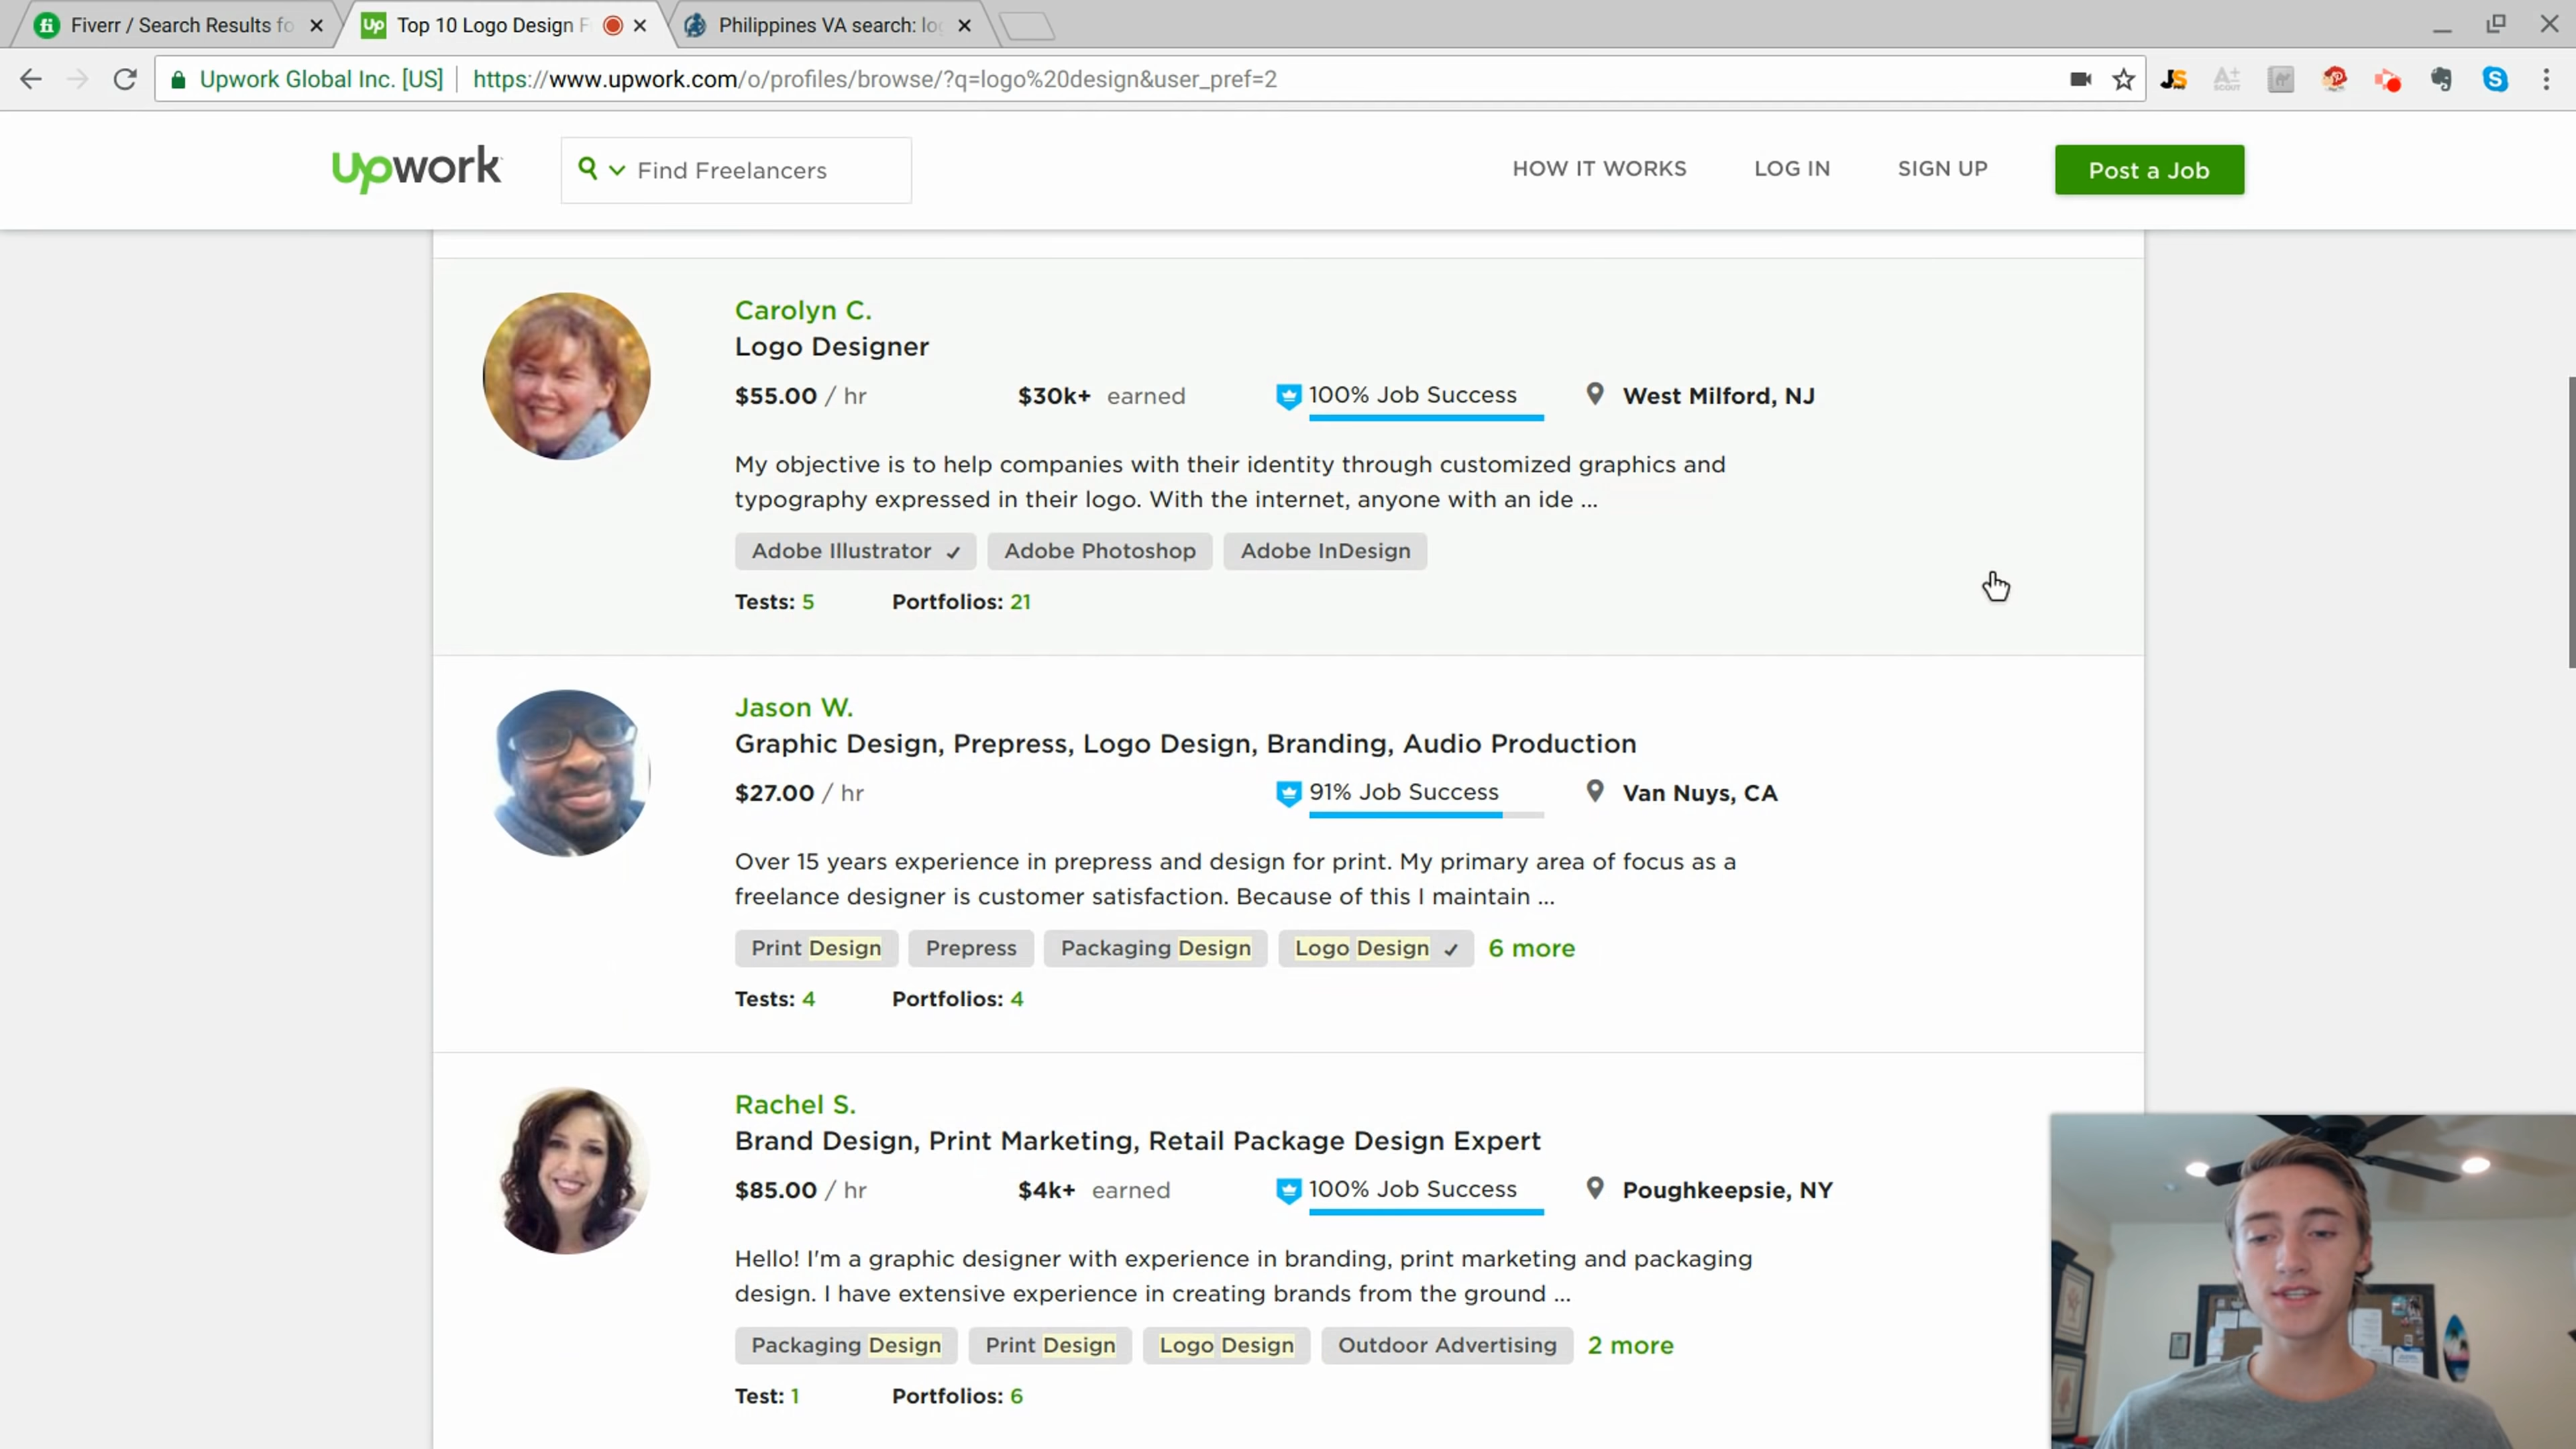 Fiverr / Search Results fo
Top 10 Logo Design F
Philippines VA search: lo
Upwork Global Inc. [US]
https://www.upwork.com/o/profiles/browse/?q=logo%20design&user_pref=2
upwork
Find Freelancers
HOW IT WORKS
LOG IN
SIGN UP
Post a Job
Carolyn C.
Logo Designer
$55.00 / hr
$30k+ earned
100% Job Success
West Milford, NJ
My objective is to help companies with their identity through customized graphics and
typography expressed in their logo. With the internet, anyone with an ide ...
Adobe Illustrator ✓
Adobe Photoshop
Adobe InDesign
Tests: 5
Portfolios: 21
Jason W.
Graphic Design, Prepress, Logo Design, Branding, Audio Production
$27.00 / hr
91% Job Success
Van Nuys, CA
Over 15 years experience in prepress and design for print. My primary area of focus as a
freelance designer is customer satisfaction. Because of this I maintain ...
Print Design
Prepress
Packaging Design
Logo Design ✓
6 more
Tests: 4
Portfolios: 4
Rachel S.
Brand Design, Print Marketing, Retail Package Design Expert
$85.00 / hr
$4k+ earned
100% Job Success
Poughkeepsie, NY
Hello! I'm a graphic designer with experience in branding, print marketing and packaging
design. I have extensive experience in creating brands from the ground ...
Packaging Design
Print Design
Logo Design
Outdoor Advertising
2 more
Test: 1
Portfolios: 6